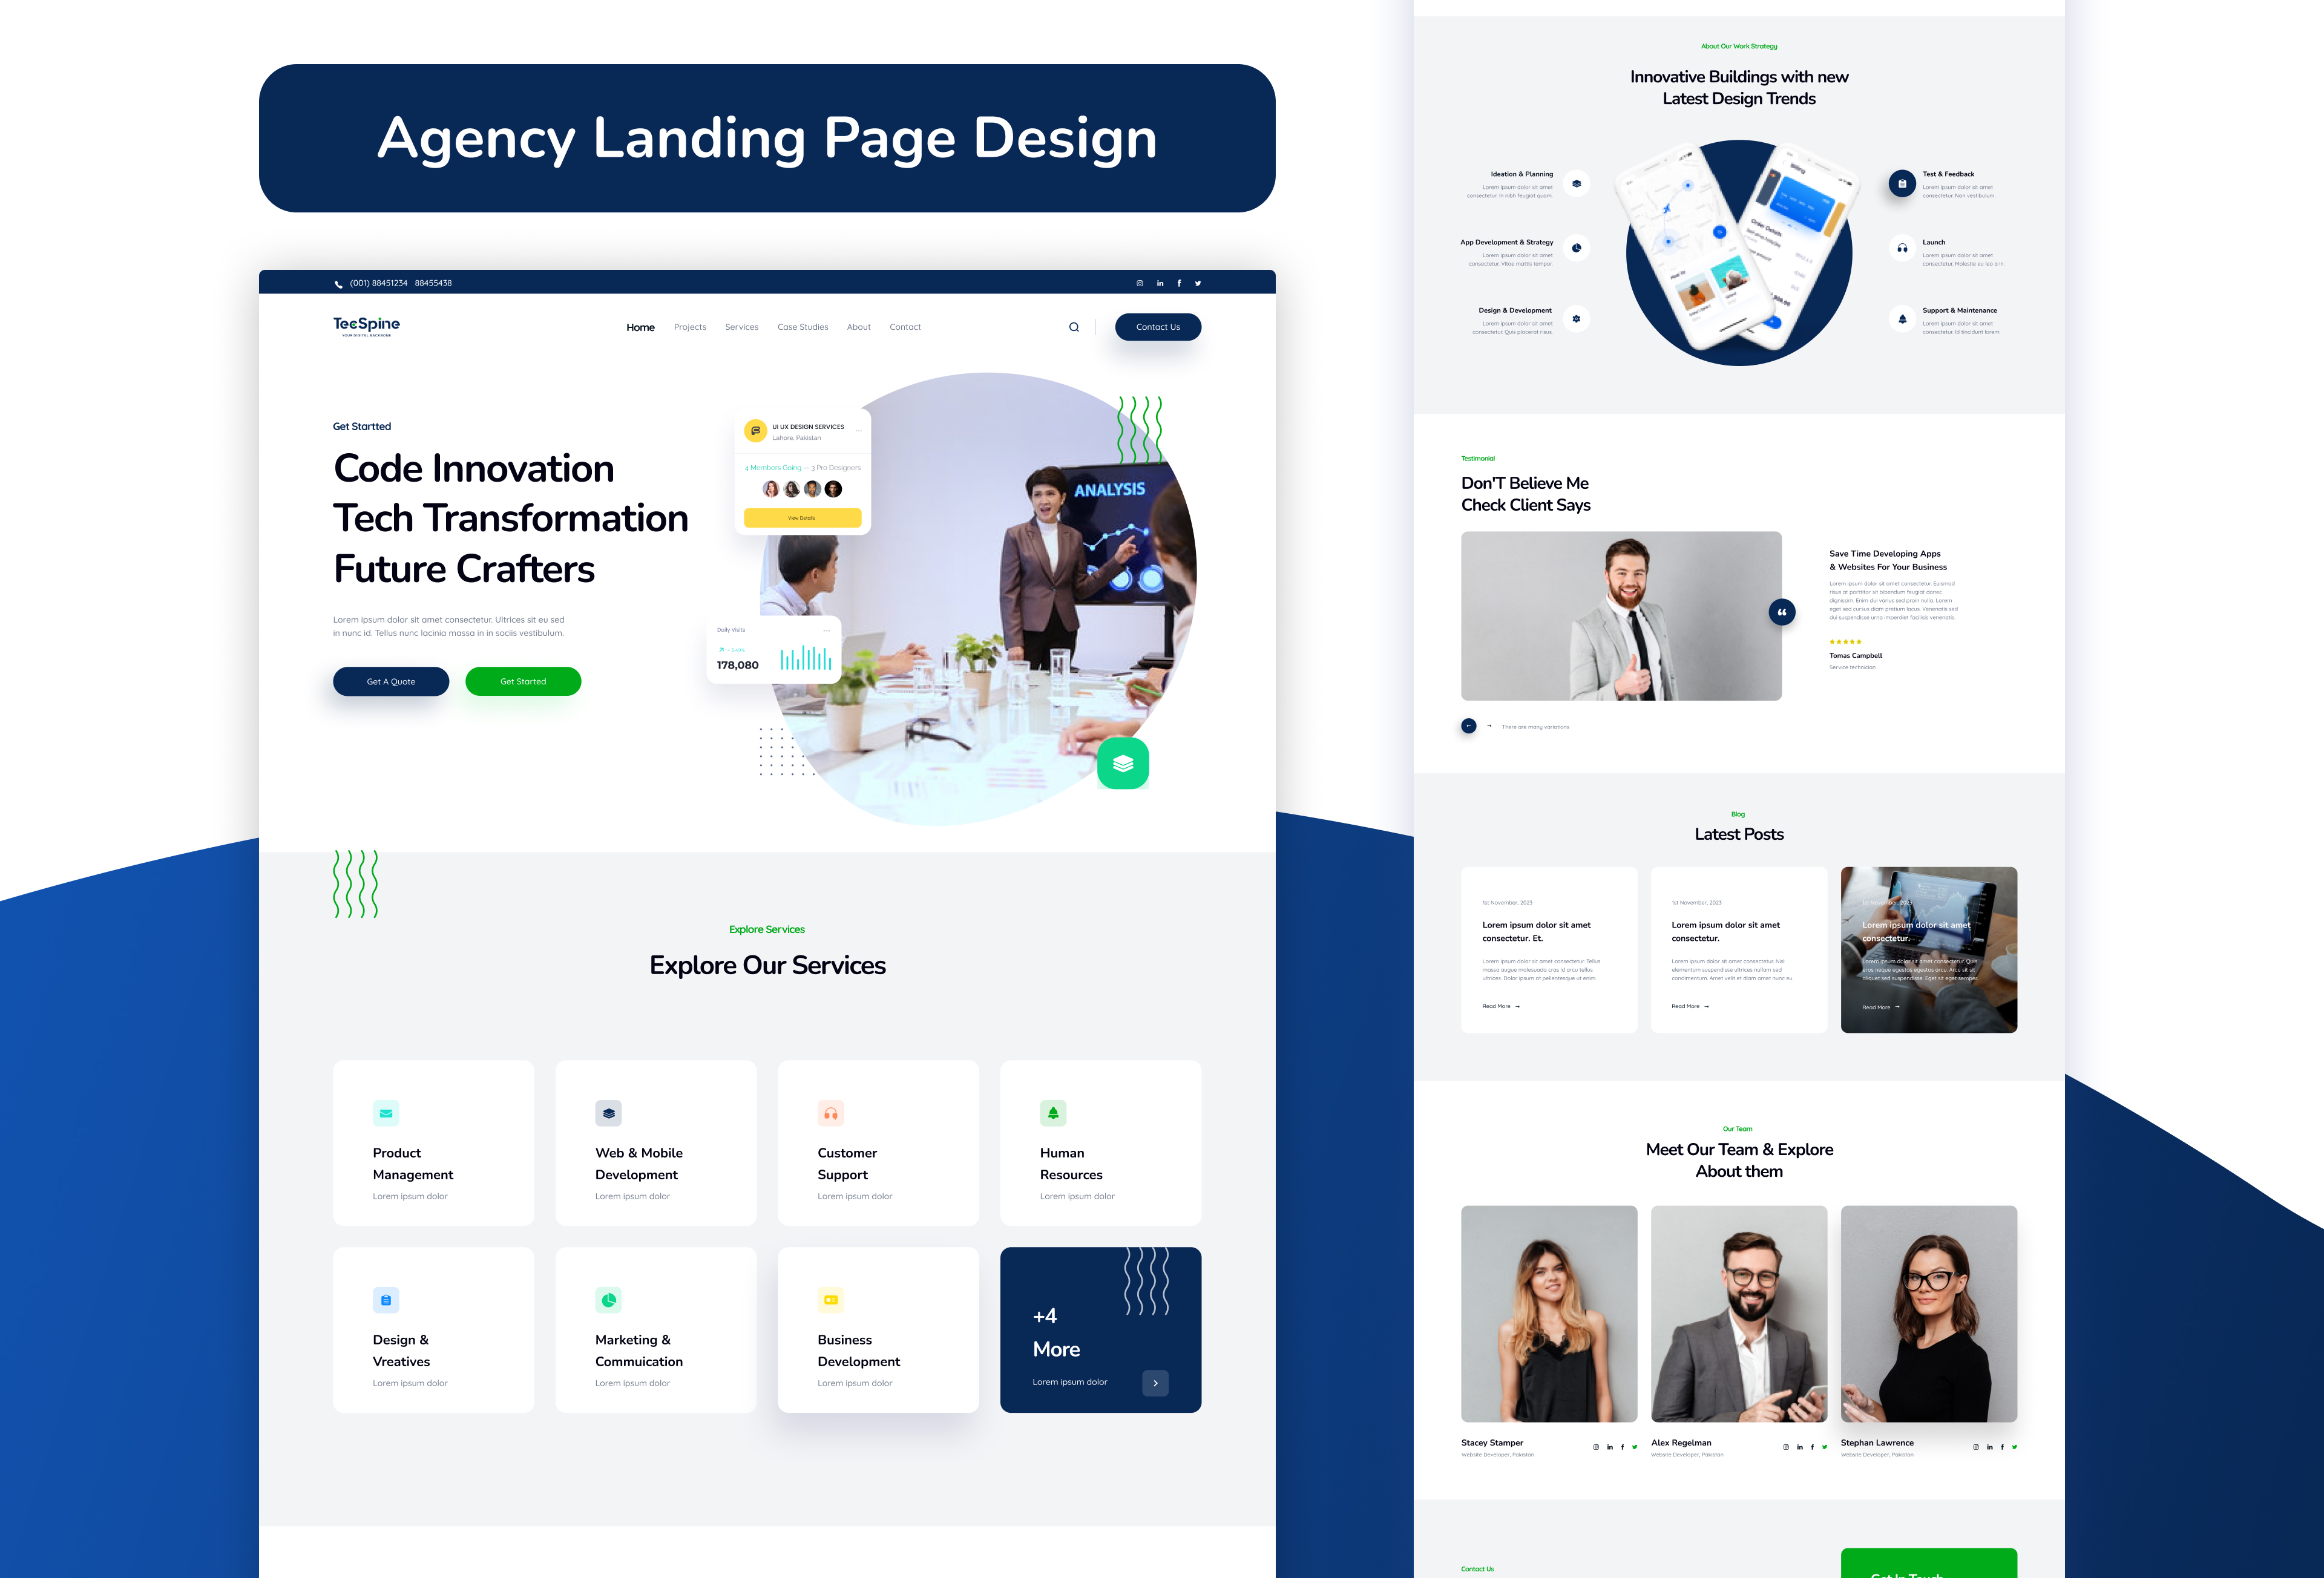 Agency Landing Page Design
(001) 88451234 88455438
TecSpine
YOUR DIGITAL BACKBONE
Home Projects Services Case Studies About Contact
Contact Us
Get Startted
Code Innovation
Tech Transformation
Future Crafters
Lorem ipsum dolor sit amet consectetur. Ultrices sit eu sed
in nunc id. Tellus nunc lacinia massa in in sociis vestibulum.
Get A Quote
Get Started
UI UX DESIGN SERVICES
Lahore, Pakistan
4 Members Going — 3 Pro Designers
View Details
ANALYSIS
Daily Visits
178,080
Explore Services
Explore Our Services
Product
Management
Lorem ipsum dolor
Web & Mobile
Development
Lorem ipsum dolor
Customer
Support
Lorem ipsum dolor
Human
Resources
Lorem ipsum dolor
Design &
Vreatives
Lorem ipsum dolor
Marketing &
Commuication
Lorem ipsum dolor
Business
Development
Lorem ipsum dolor
+4
More
Lorem ipsum dolor
About Our Work Strategy
Innovative Buildings with new
Latest Design Trends
Ideation & Planning
Lorem ipsum dolor sit amet
consectetur. In nibh feugiat quam.
App Development & Strategy
Lorem ipsum dolor sit amet
consectetur. Vitae mattis tempor.
Design & Development
Lorem ipsum dolor sit amet
consectetur. Quis placerat risus.
Billing
Order Details
Test & Feedback
Lorem ipsum dolor sit amet
consectetur. Non vestibulum.
Launch
Lorem ipsum dolor sit amet
consectetur. Molestie eu leo a in.
Support & Maintenance
Lorem ipsum dolor sit amet
consectetur. Id tincidunt lorem.
Testimonial
Don'T Believe Me
Check Client Says
Save Time Developing Apps
& Websites For Your Business
Lorem ipsum dolor sit amet consectetur. Euismod
risus at porttitor sit bibendum feugiat donec
dignissim. Enim dui varius sed proin nulla. Lorem
eget sed cursus diam pretium lacus. Venenatis sed
dui suspendisse urna imperdiet facilisis venenatis.
Tomas Campbell
Service technician
There are many variations
Blog
Latest Posts
1st November, 2023
Lorem ipsum dolor sit amet
consectetur. Et.
Lorem ipsum dolor sit amet consectetur. Tellus
massa augue malesuada cras id arcu tellus
ultrices. Dolor ipsum at pellentesque ut enim.
Read More →
1st November, 2023
Lorem ipsum dolor sit amet
consectetur.
Lorem ipsum dolor sit amet consectetur. Nisl
elementum suspendisse ultrices nullam sed
condimentum. Amet velit et diam amet nunc eu.
Read More →
1st November, 2023
Lorem ipsum dolor sit amet
consectetur.
Lorem ipsum dolor sit amet consectetur. Quis
eros neque egestas egestas arcu. Arcu sit sit
aliquet sed suspendisse. Eget sit eget semper.
Read More →
Our Team
Meet Our Team & Explore
About them
Stacey Stamper
Website Developer, Pakistan
Alex Regelman
Website Developer, Pakistan
Stephan Lawrence
Website Developer, Pakistan
Contact Us
Get In Touch